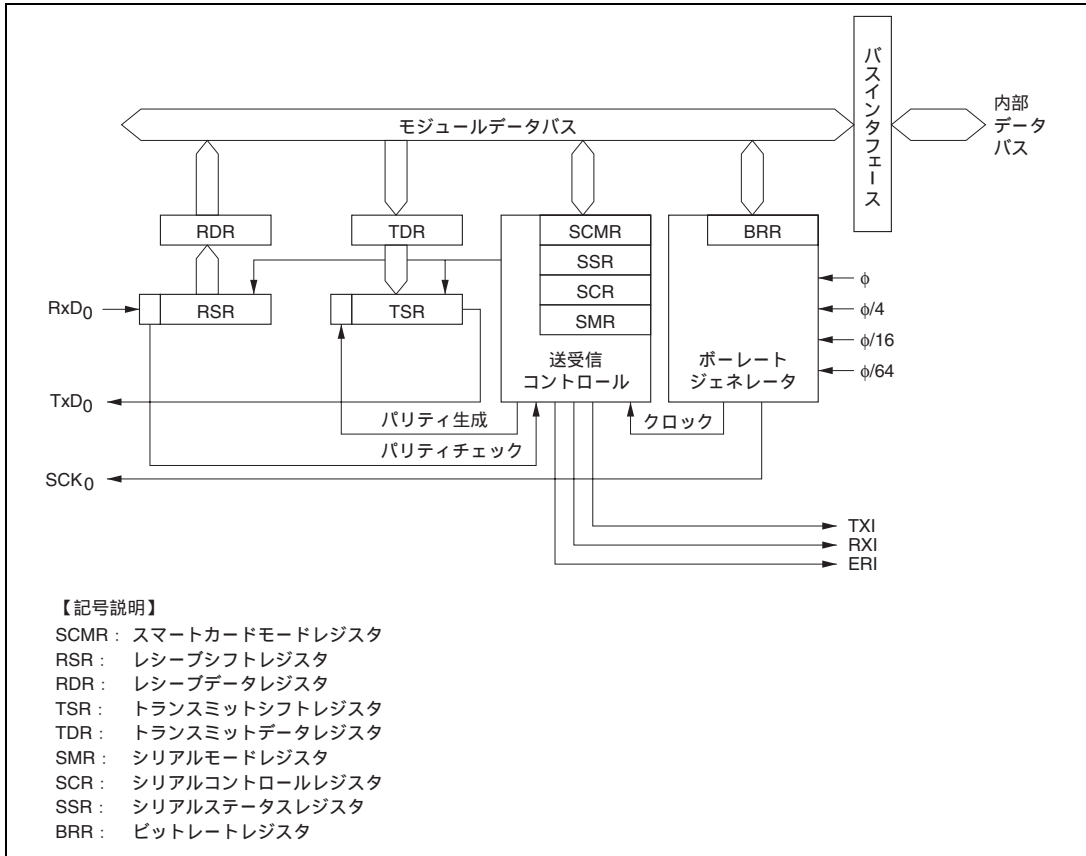 バスインタフェース
内部
データ
バス
モジュールデータバス
RDR
TDR
SCMR
BRR
SSR
RxD0
RSR
TSR
SCR
SMR
φ
φ/4
φ/16
φ/64
送受信
コントロール
ボーレート
ジェネレータ
TxD0
パリティ生成
クロック
パリティチェック
SCK0
TXI
RXI
ERI
【記号説明】
SCMR : スマートカードモードレジスタ
RSR : レシーブシフトレジスタ
RDR : レシーブデータレジスタ
TSR : トランスミットシフトレジスタ
TDR : トランスミットデータレジスタ
SMR : シリアルモードレジスタ
SCR : シリアルコントロールレジスタ
SSR : シリアルステータスレジスタ
BRR : ビットレートレジスタ